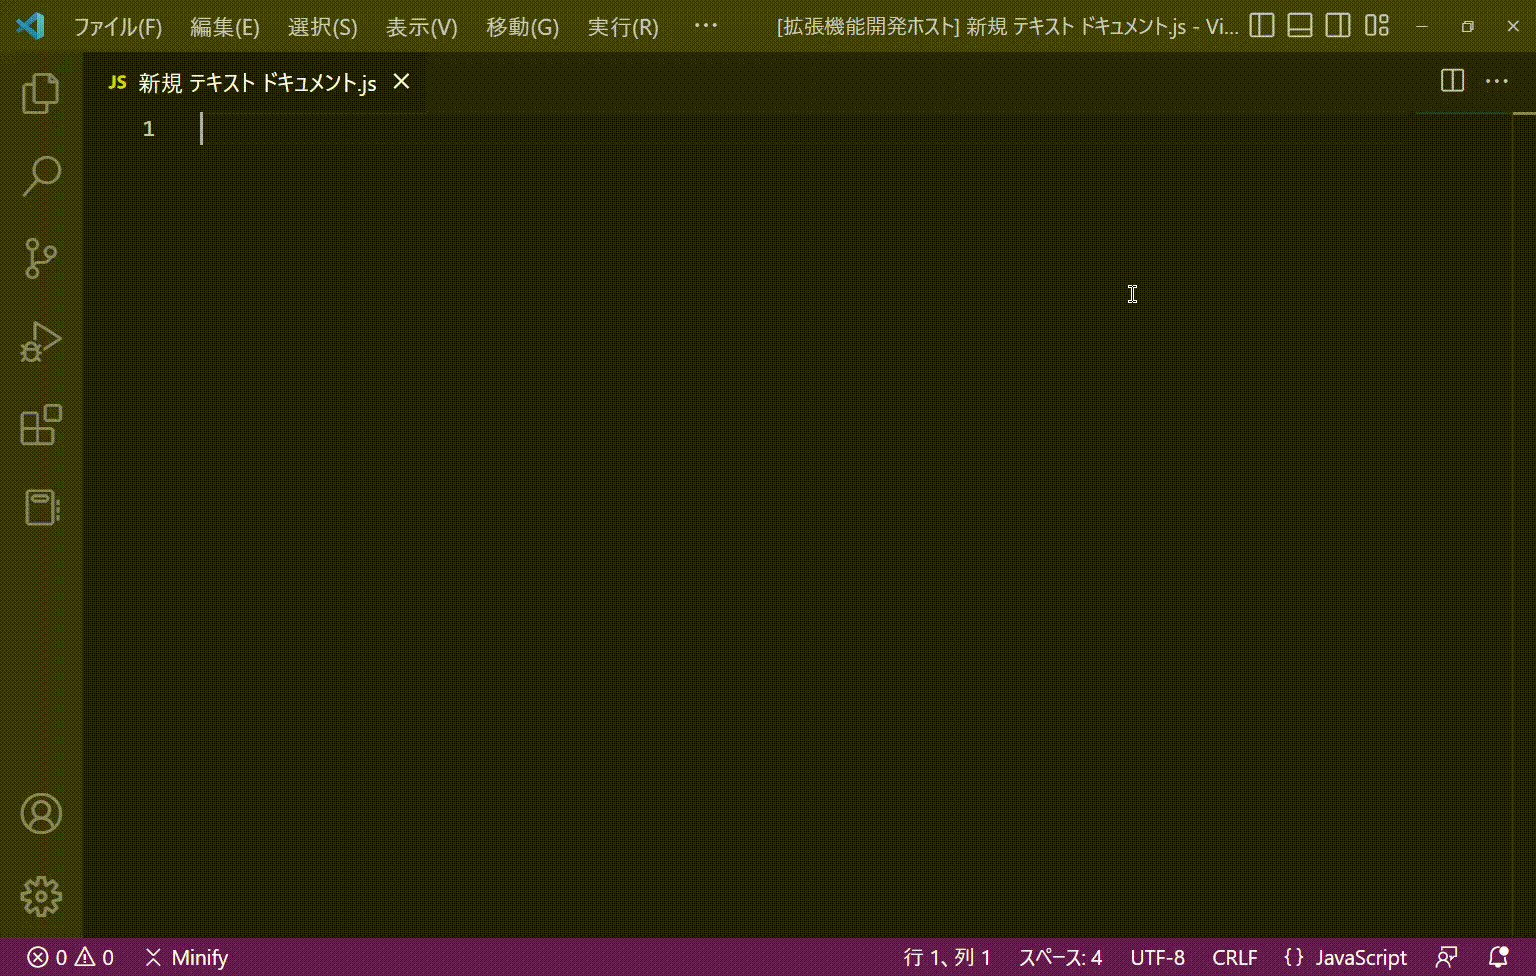 ファイル(F) 編集(E) 選択(S) 表示(V) 移動(G) 実行(R) ··· [拡張機能開発ホスト] 新規 テキスト ドキュメント.js - Vi...
JS 新規 テキスト ドキュメント.js
1
0 0 Minify 行 1、列 1 スペース: 4 UTF-8 CRLF {} JavaScript